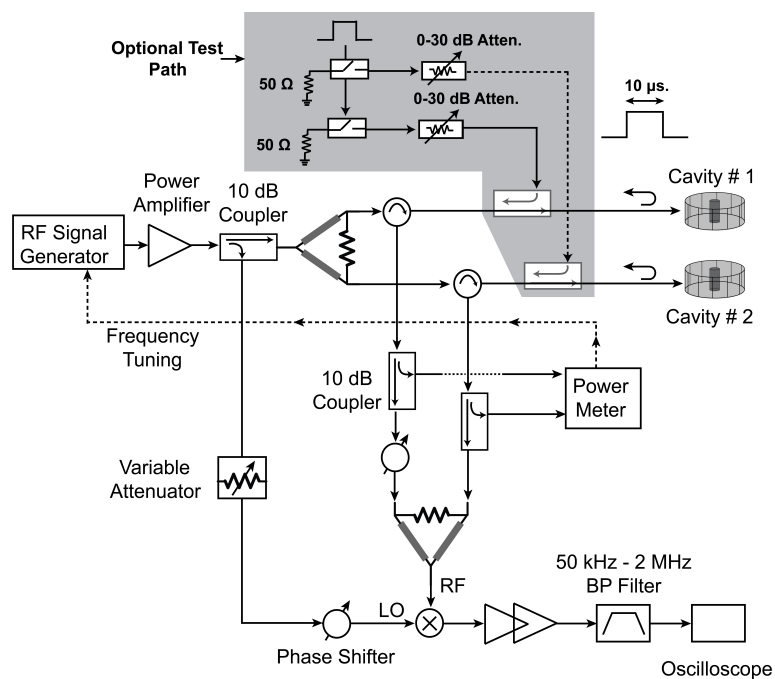 Optional Test
Path
0-30 dB Atten.
50 Ω
0-30 dB Atten.
50 Ω
10 µs.
Cavity # 1
Power
Amplifier
10 dB
Coupler
RF Signal
Generator
Cavity # 2
Frequency
Tuning
10 dB
Coupler
Power
Meter
Variable
Attenuator
RF
LO
50 kHz - 2 MHz
BP Filter
Phase Shifter
Oscilloscope